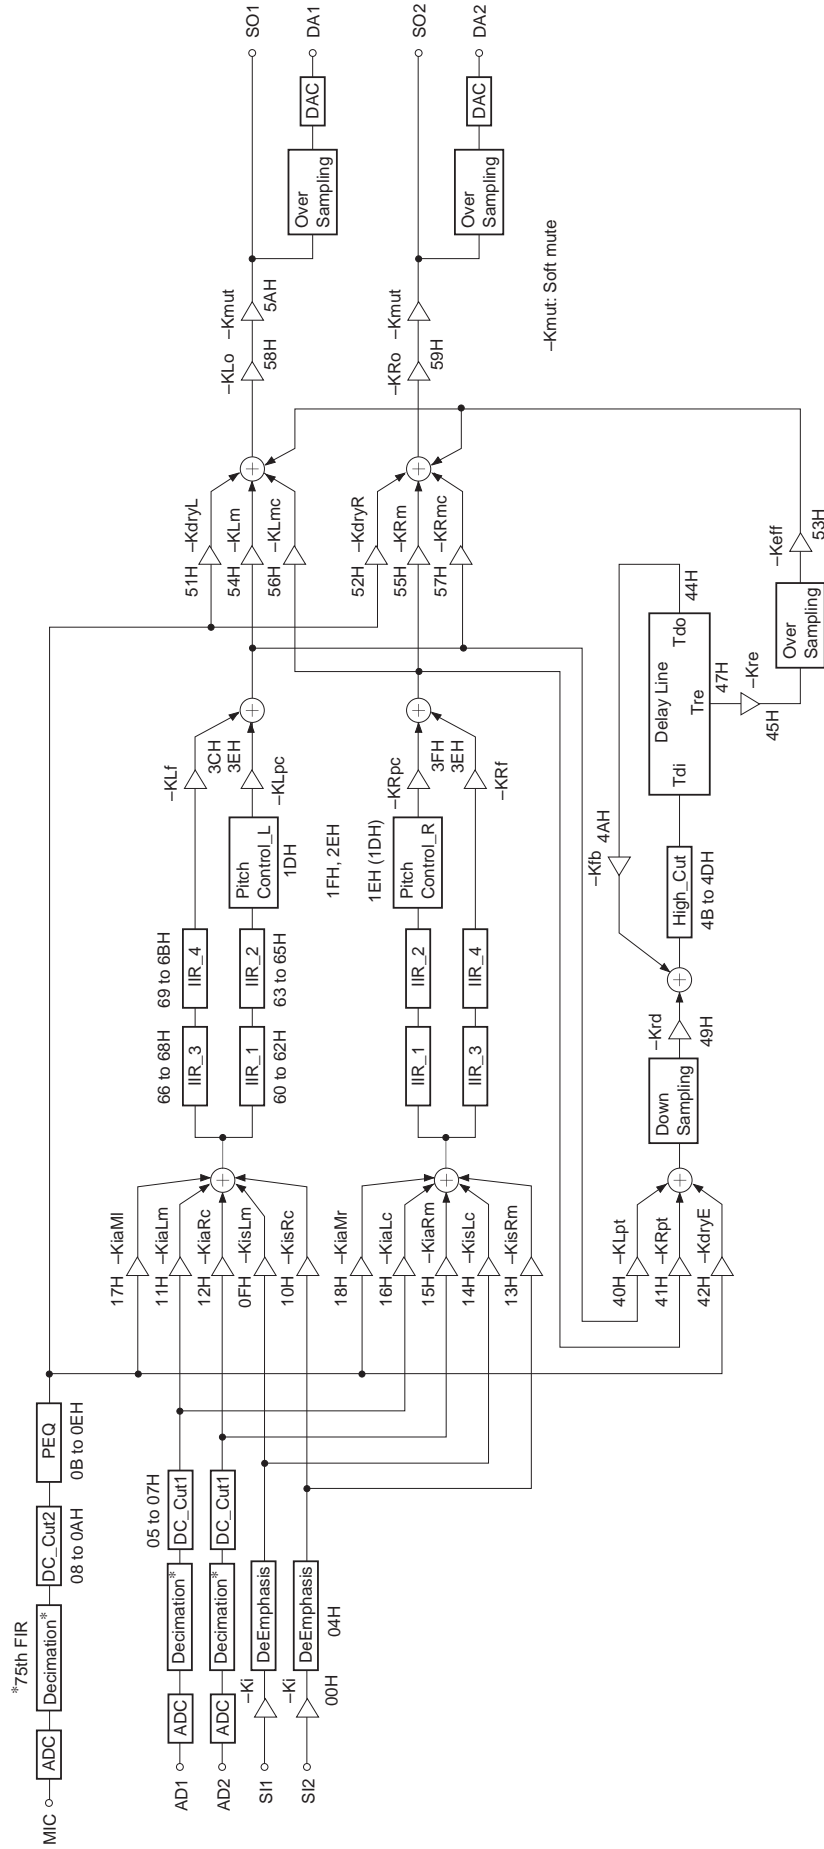 *75th FIR
MIC
ADC
Decimation*
DC_Cut2
08 to 0AH
PEQ
0B to 0EH
AD1
ADC
Decimation*
DC_Cut1
05 to 07H
AD2
ADC
Decimation*
DC_Cut1
SI1
–Ki
DeEmphasis
SI2
–Ki
00H
DeEmphasis
04H
17H –KiaMl
11H –KiaLm
12H –KiaRc
0FH –KisLm
10H –KisRc
18H –KiaMr
16H –KiaLc
15H –KiaRm
14H –KisLc
13H –KisRm
40H –KLpt
41H –KRpt
42H –KdryE
66 to 68H
IIR_3
69 to 6BH
IIR_4
IIR_1
60 to 62H
IIR_2
63 to 65H
Pitch
Control_L
1DH
–KLf
3CH
3EH
–KLpc
1FH, 2EH
1EH (1DH)
IIR_1
IIR_2
Pitch
Control_R
IIR_3
IIR_4
–KRpc
3FH
3EH
–KRf
51H –KdryL
54H –KLm
56H –KLmc
52H –KdryR
55H –KRm
57H –KRmc
–KLo
58H
–Kmut
5AH
SO1
Over
Sampling
DAC
DA1
–KRo
59H
–Kmut
SO2
Over
Sampling
DAC
DA2
–Kmut: Soft mute
Down
Sampling
–Krd
49H
–Kfb
4AH
High_Cut
4B to 4DH
Delay Line
Tdi
Tre
Tdo
44H
47H
–Kre
45H
Over
Sampling
–Keff
53H